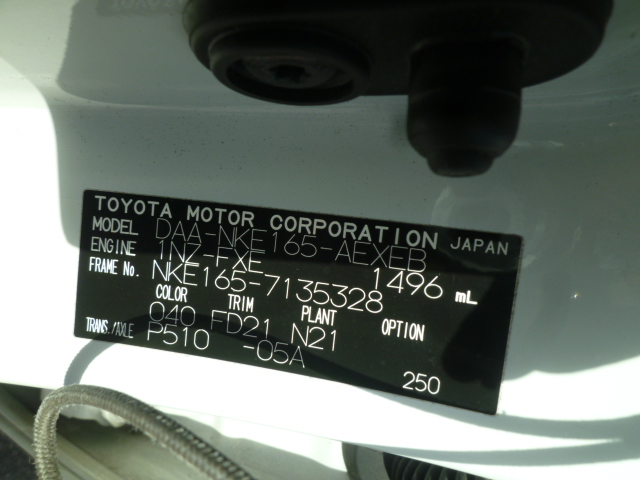 TOYOTA MOTOR CORPORATION JAPAN
MODEL DAA-NKE165-AEXEB
ENGINE 1NZ-FXE 1496 mL
FRAME No. NKE165-7135328
COLOR TRIM PLANT OPTION
040 FD21 N21
TRANS./AXLE P510 -05A
250